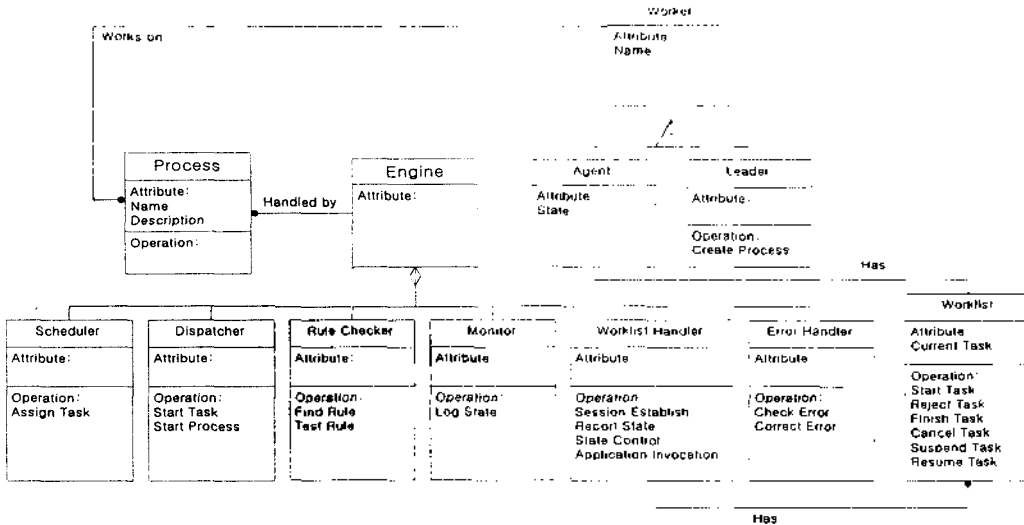 Worker
Works on
Attribute
Name
Process
Attribute:
Name
Description
Operation:
Handled by
Engine
Attribute:
Agent
Attribute
State
Leader
Attribute:
Operation:
Create Process
Has
Scheduler
Attribute:
Operation:
Assign Task
Dispatcher
Attribute:
Operation:
Start Task
Start Process
Rule Checker
Attribute:
Operation:
Find Rule
Test Rule
Monitor
Attribute
Operation:
Log State
Worklist Handler
Attribute
Operation
Session Establish
Report State
State Control
Application Invocation
Error Handler
Attribute
Operation:
Check Error
Correct Error
Worklist
Attribute
Current Task
Operation:
Start Task
Reject Task
Finish Task
Cancel Task
Suspend Task
Resume Task
Has